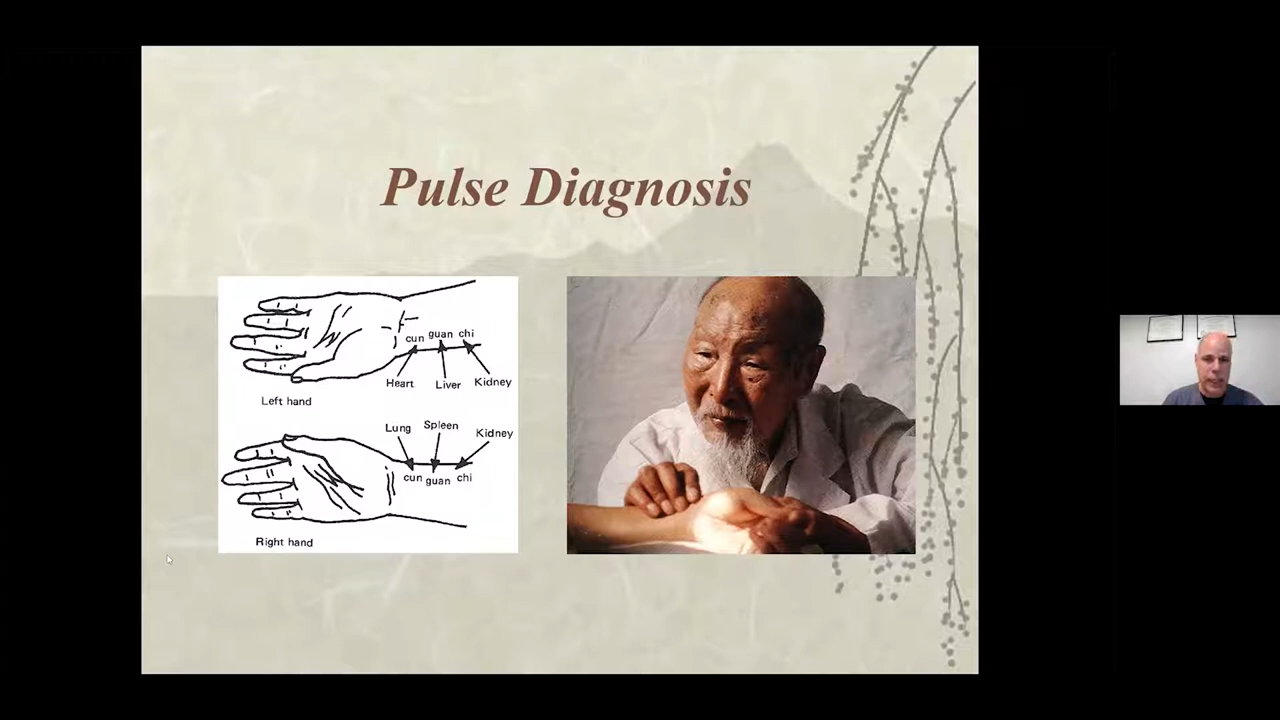 Pulse Diagnosis
cun guan chi
Heart Liver Kidney
Left hand
Lung Spleen Kidney
cun guan chi
Right hand